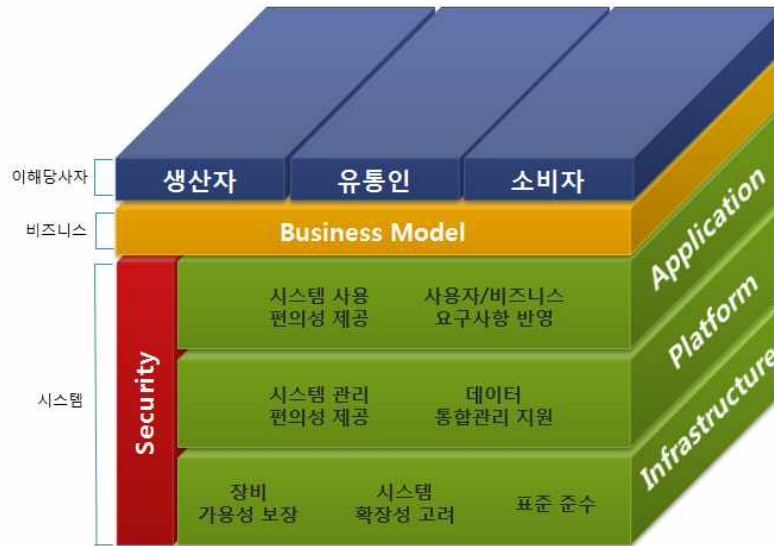 이해당사자
생산자
유통인
소비자
비즈니스
Business Model
시스템
Security
시스템 사용
편의성 제공
사용자/비즈니스
요구사항 반영
Application
시스템 관리
편의성 제공
데이터
통합관리 지원
Platform
장비
가용성 보장
시스템
확장성 고려
표준 준수
Infrastructure